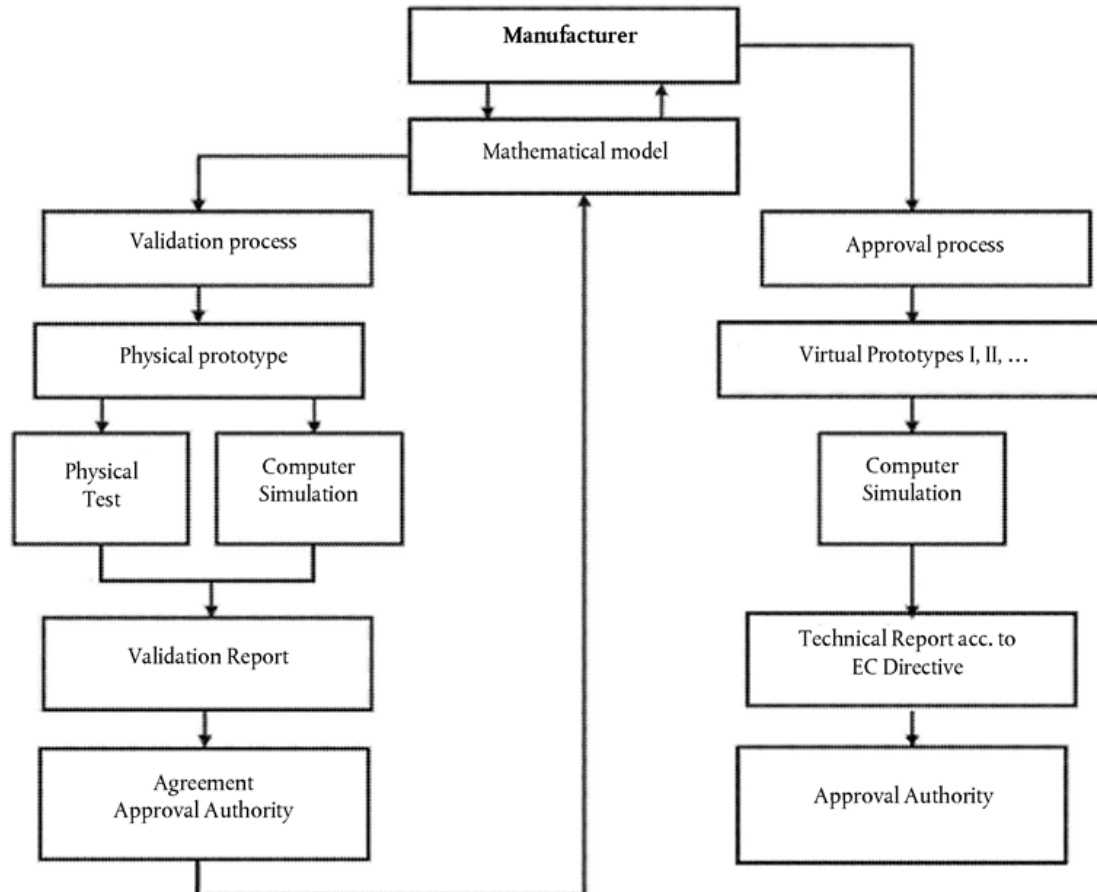 Manufacturer
Mathematical model
Validation process
Approval process
Physical prototype
Virtual Prototypes I, II, …
Physical
Test
Computer
Simulation
Computer
Simulation
Validation Report
Technical Report acc. to
EC Directive
Agreement
Approval Authority
Approval Authority